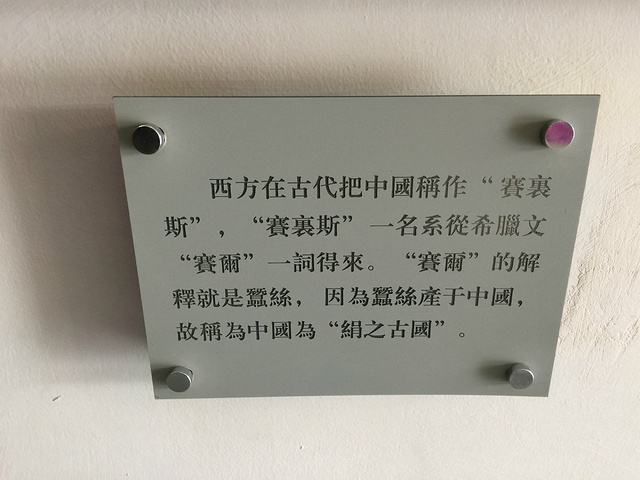 西方在古代把中國稱作“賽裏
斯”，“賽裏斯”一名系從希臘文
“賽爾”一詞得來。“賽爾”的解
釋就是蠶絲，因為蠶絲產于中國，
故稱為中國為“絹之古國”。